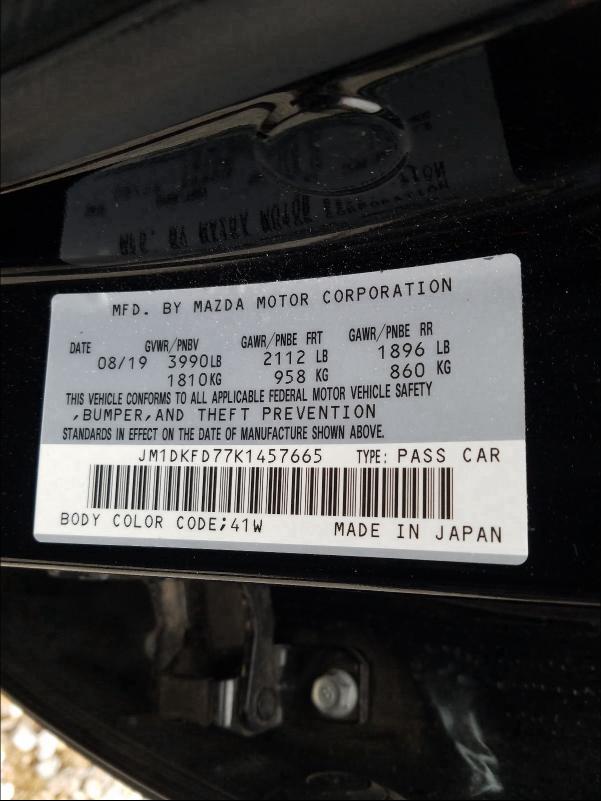 MFD. BY MAZDA MOTOR CORPORATION
DATE GVWR/PNBV GAWR/PNBE FRT GAWR/PNBE RR
08/19 3990LB 2112 LB 1896 LB
1810KG 958 KG 860 KG
THIS VEHICLE CONFORMS TO ALL APPLICABLE FEDERAL MOTOR VEHICLE SAFETY
,BUMPER,AND THEFT PREVENTION
STANDARDS IN EFFECT ON THE DATE OF MANUFACTURE SHOWN ABOVE.
JM1DKFD77K1457665 TYPE: PASS CAR
BODY COLOR CODE;41W MADE IN JAPAN